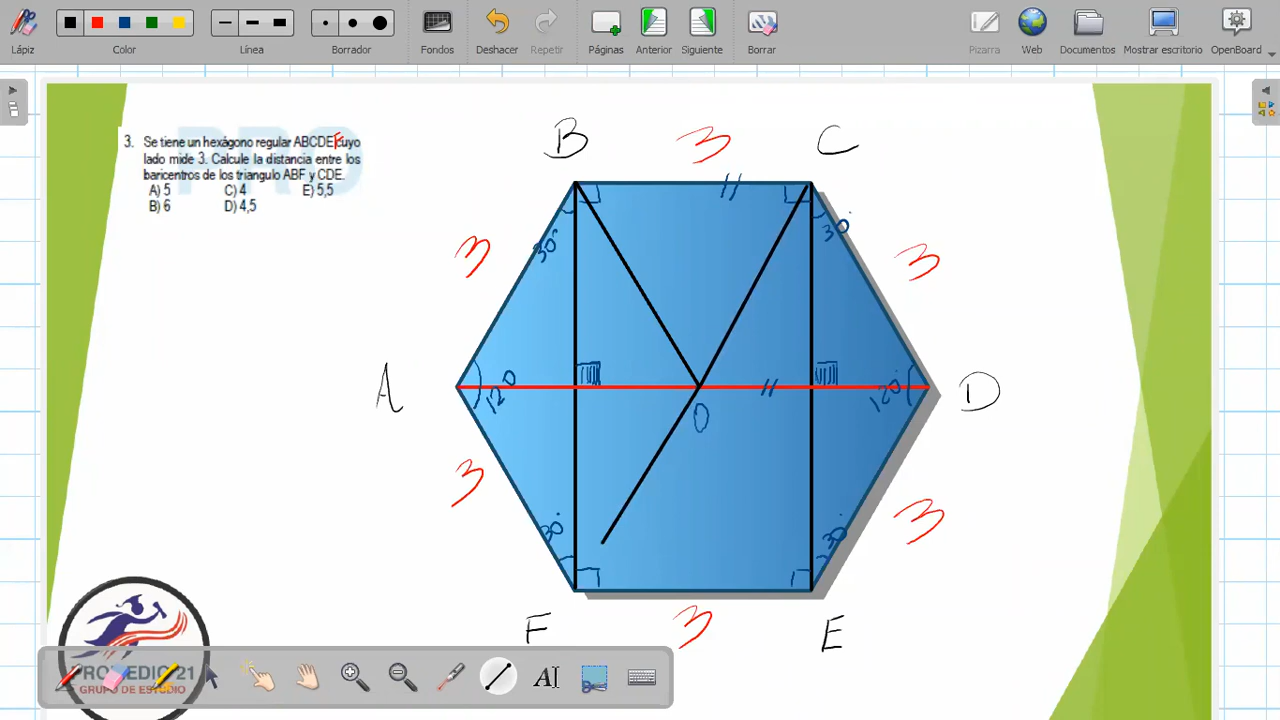 Lápiz
Color
Línea
Borrador
Fondos
Deshacer
Repetir
Páginas
Anterior
Siguiente
Borrar
Pizarra
Web
Documentos
Mostrar escritorio
OpenBoard
3. Se tiene un hexágono regular ABCDEF cuyo
lado mide 3. Calcule la distancia entre los
baricentros de los triangulo ABF y CDE.
A) 5 C) 4 E) 5,5
B) 6 D) 4,5
B 3 C
30° 30°
3 3
A 120 O 120° D
3 3
30° 30°
F 3 E
PROMEDIC 21
GRUPO DE ESTUDIO
AI